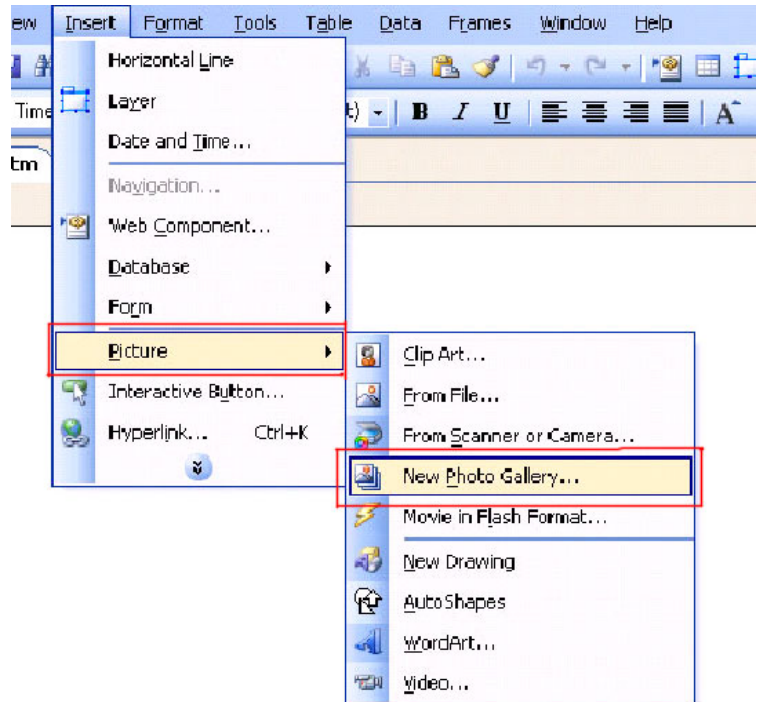 ew Insert Format Tools Table Data Frames Window Help
Horizontal Line
Time
Layer
t) B I U A
Date and Time...
tm
Navigation...
Web Component...
Database
Form
Picture
Clip Art...
Interactive Button...
From File...
Hyperlink... Ctrl+K
From Scanner or Camera...
New Photo Gallery...
Movie in Flash Format...
New Drawing
AutoShapes
WordArt...
Video...